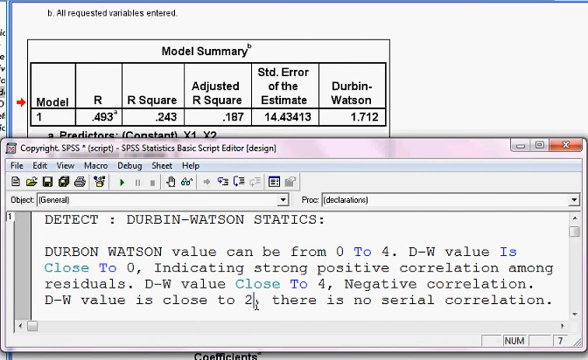 b. All requested variables entered.
Model Summaryb
Model R R Square Adjusted R Square Std. Error of the Estimate Durbin-Watson
1 .493a .243 .187 14.43413 1.712
a. Predictors: (Constant), X1, X2
Copyright. SPSS * (script) - SPSS Statistics Basic Script Editor [design]
File Edit View Macro Debug Sheet Help
Object: (General) Proc: (declarations)
1 DETECT : DURBIN-WATSON STATICS:
DURBON WATSON value can be from 0 To 4. D-W value Is
Close To 0, Indicating strong positive correlation among
residuals. D-W value Close To 4, Negative correlation.
D-W value is close to 2, there is no serial correlation.
NUM 7
Coefficientsa